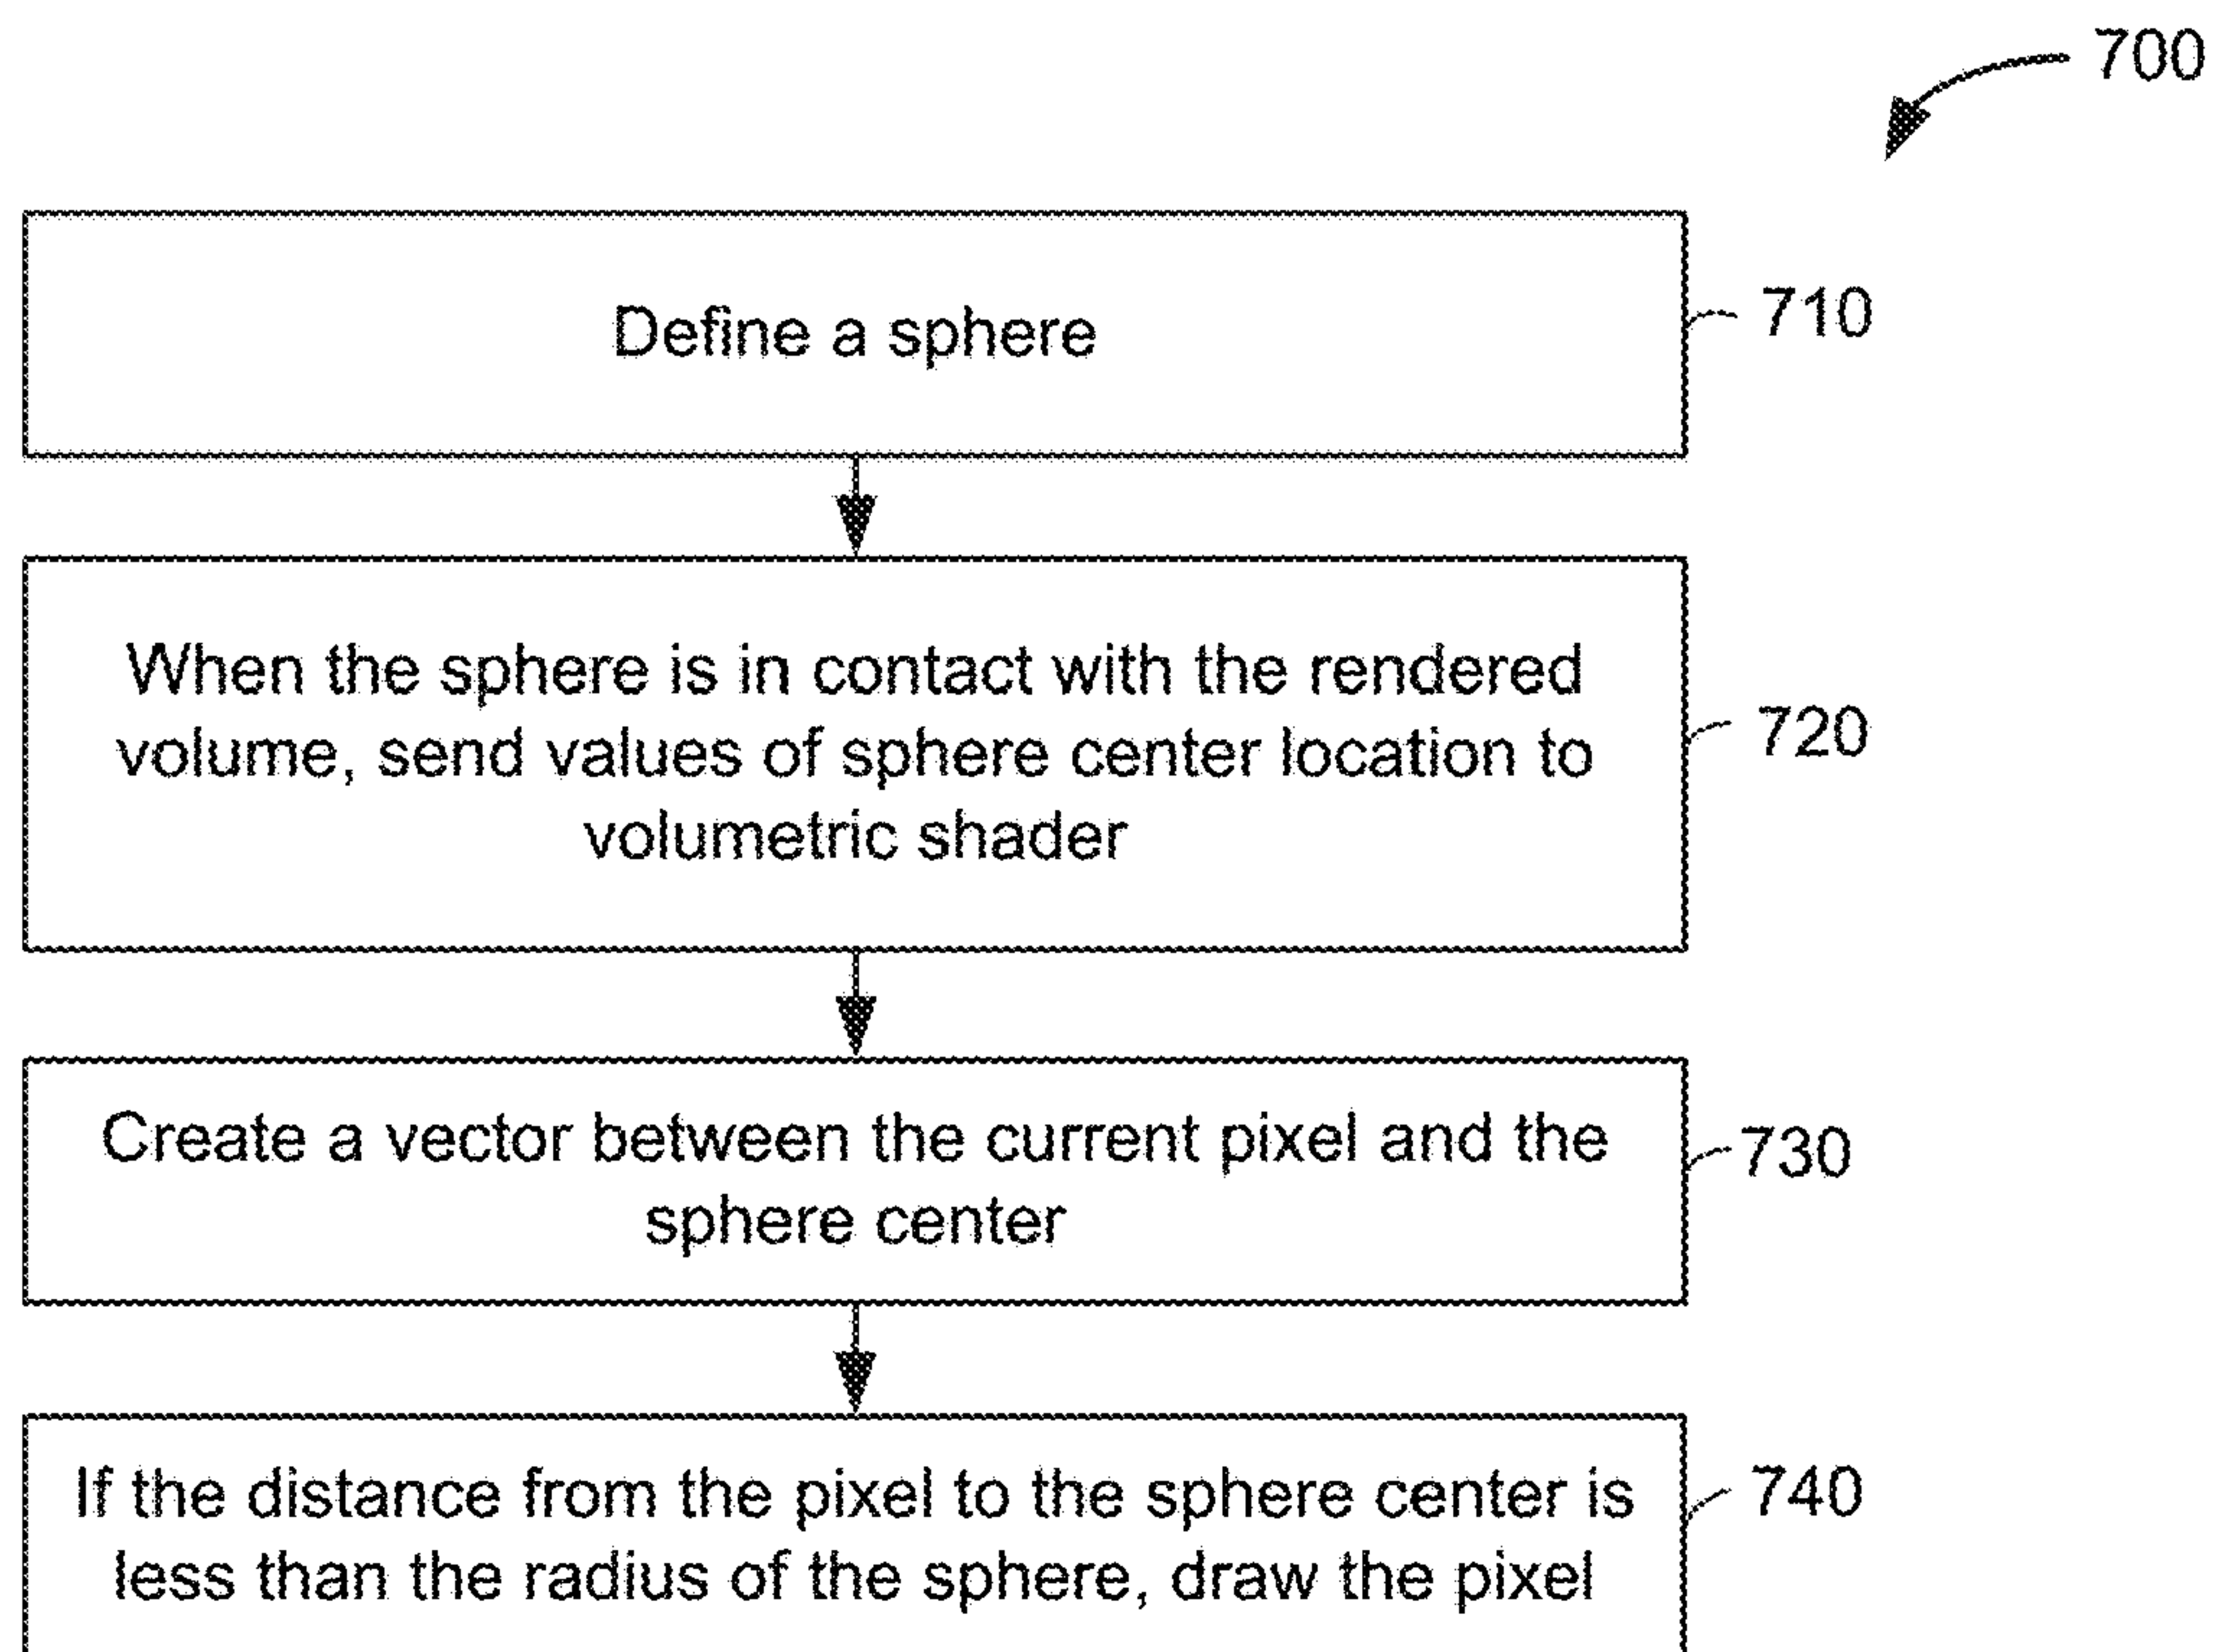 700
Define a sphere
710
When the sphere is in contact with the rendered
volume, send values of sphere center location to
volumetric shader
720
Create a vector between the current pixel and the
sphere center
730
If the distance from the pixel to the sphere center is
less than the radius of the sphere, draw the pixel
740